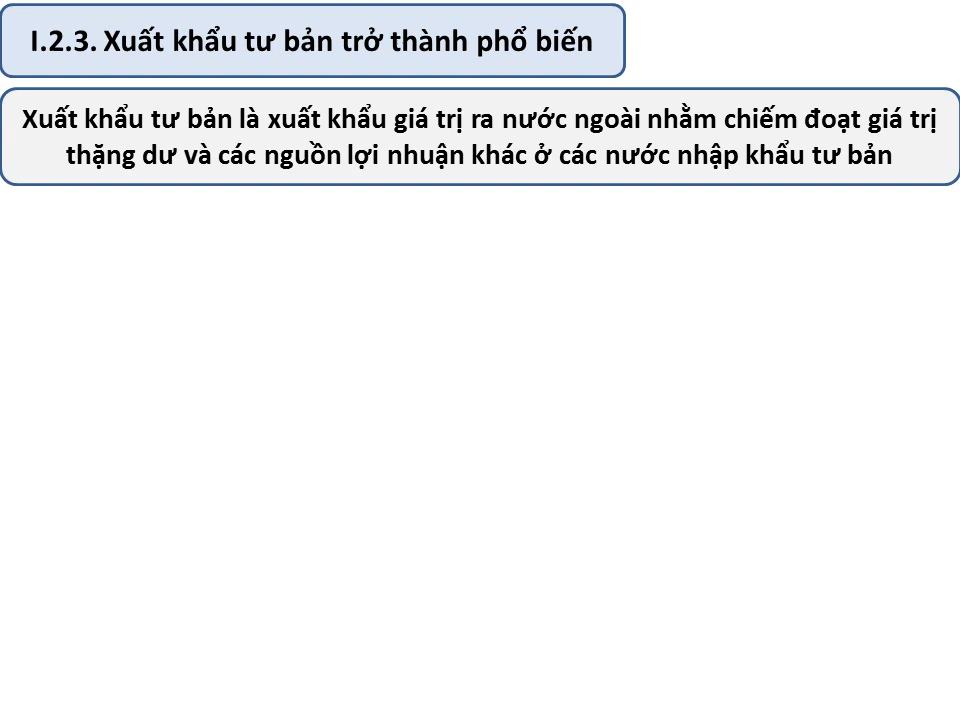 I.2.3. Xuất khẩu tư bản trở thành phổ biến
Xuất khẩu tư bản là xuất khẩu giá trị ra nước ngoài nhằm chiếm đoạt giá trị
thặng dư và các nguồn lợi nhuận khác ở các nước nhập khẩu tư bản